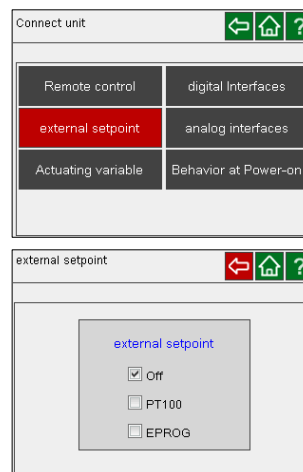 Connect unit
?
Remote control
digital Interfaces
external setpoint
analog interfaces
Actuating variable
Behavior at Power-on
external setpoint
?
external setpoint
Off
PT100
EPROG